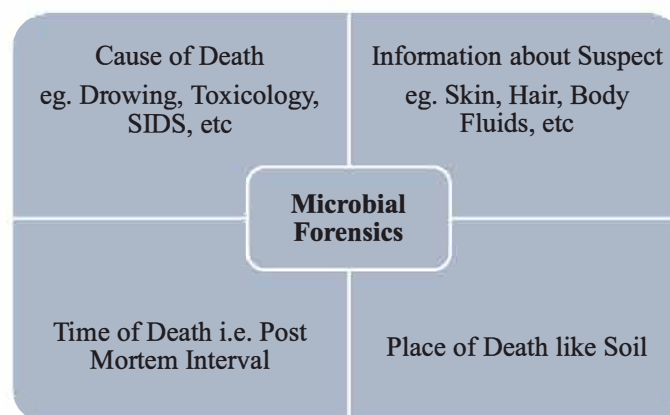 Cause of Death
eg. Drowing, Toxicology,
SIDS, etc
Information about Suspect
eg. Skin, Hair, Body
Fluids, etc
Microbial
Forensics
Time of Death i.e. Post
Mortem Interval
Place of Death like Soil